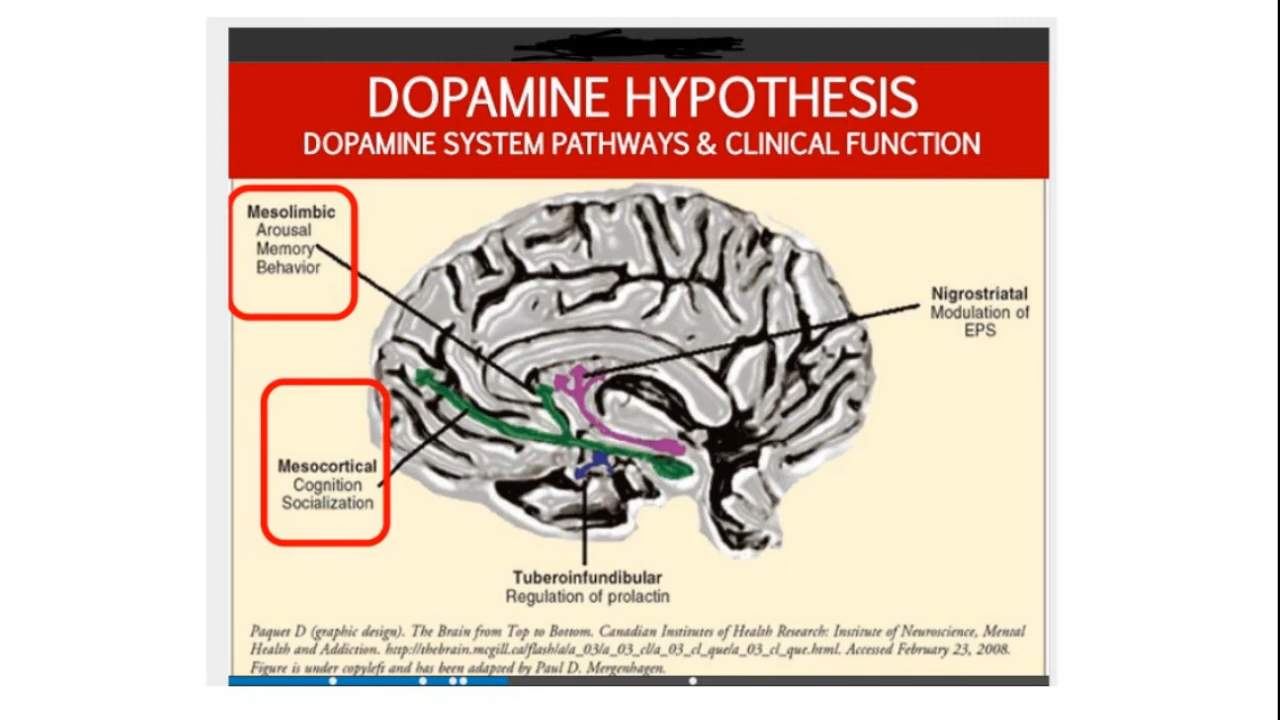 DOPAMINE HYPOTHESIS
DOPAMINE SYSTEM PATHWAYS & CLINICAL FUNCTION
Mesolimbic
Arousal
Memory
Behavior
Nigrostriatal
Modulation of
EPS
Mesocortical
Cognition
Socialization
Tuberoinfundibular
Regulation of prolactin
Paquet D (graphic design). The Brain from Top to Bottom. Canadian Institutes of Health Research: Institute of Neuroscience, Mental
Health and Addiction. http://thebrain.mcgill.ca/flash/a/a_03/a_03_cl/a_03_cl_que/a_03_cl_que.html. Accessed February 23, 2008.
Figure is under copyleft and has been adapted by Paul D. Mergenhagen.